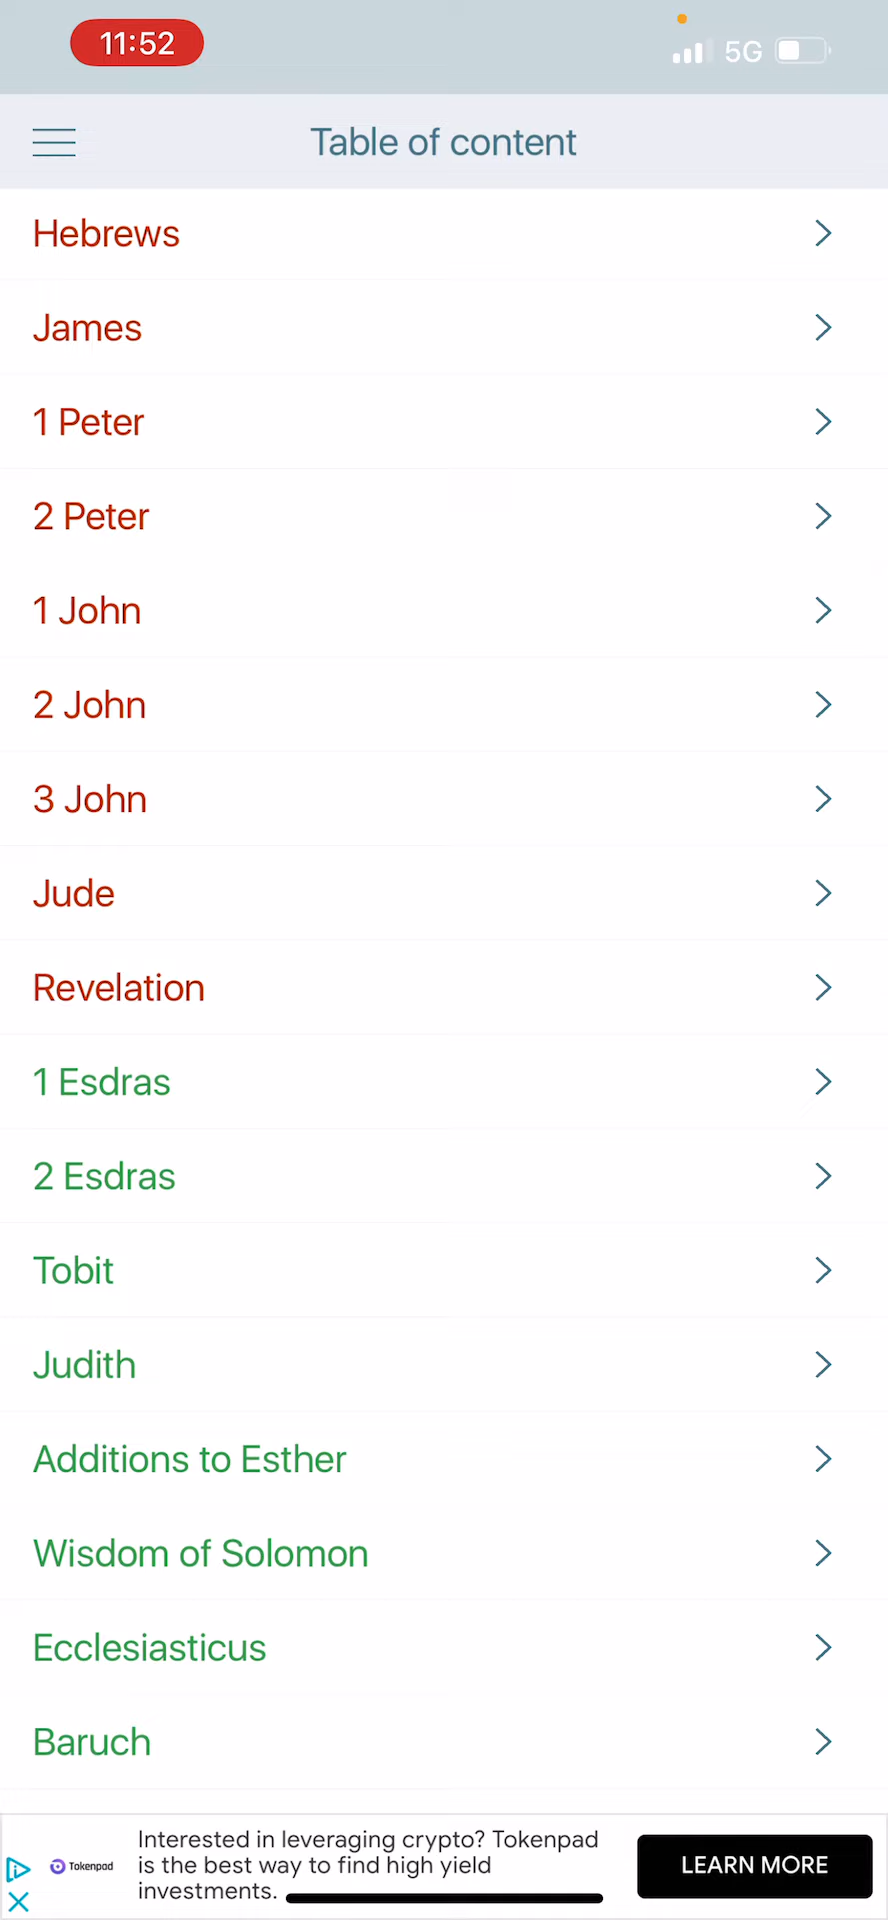 11:52
5G
Table of content
Hebrews
James
1 Peter
2 Peter
1 John
2 John
3 John
Jude
Revelation
1 Esdras
2 Esdras
Tobit
Judith
Additions to Esther
Wisdom of Solomon
Ecclesiasticus
Baruch
Tokenpad
Interested in leveraging crypto? Tokenpad
is the best way to find high yield
investments.
LEARN MORE